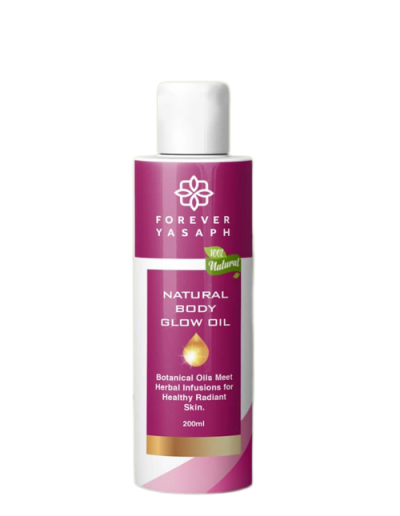 FOREVER
YASAPH
100%
Natural
NATURAL
BODY
GLOW OIL
Botanical Oils Meet
Herbal Infusions for
Healthy Radiant
Skin.
200ml